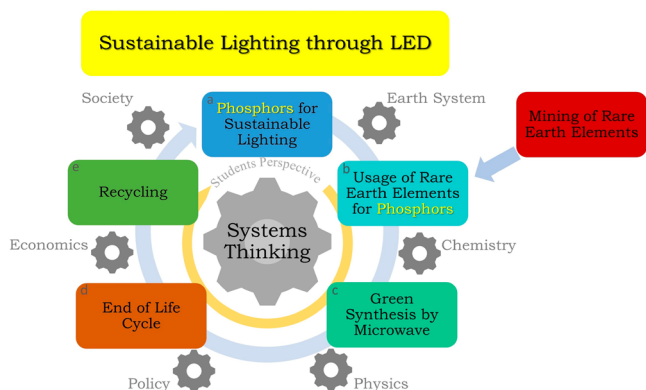 Sustainable Lighting through LED
Society
a
Phosphors for
Sustainable
Lighting
Earth System
Mining of Rare
Earth Elements
Students Perspective
e
Recycling
b
Usage of Rare
Earth Elements
for Phosphors
Systems
Thinking
Economics
Chemistry
d
End of Life
Cycle
c
Green
Synthesis by
Microwave
Policy
Physics